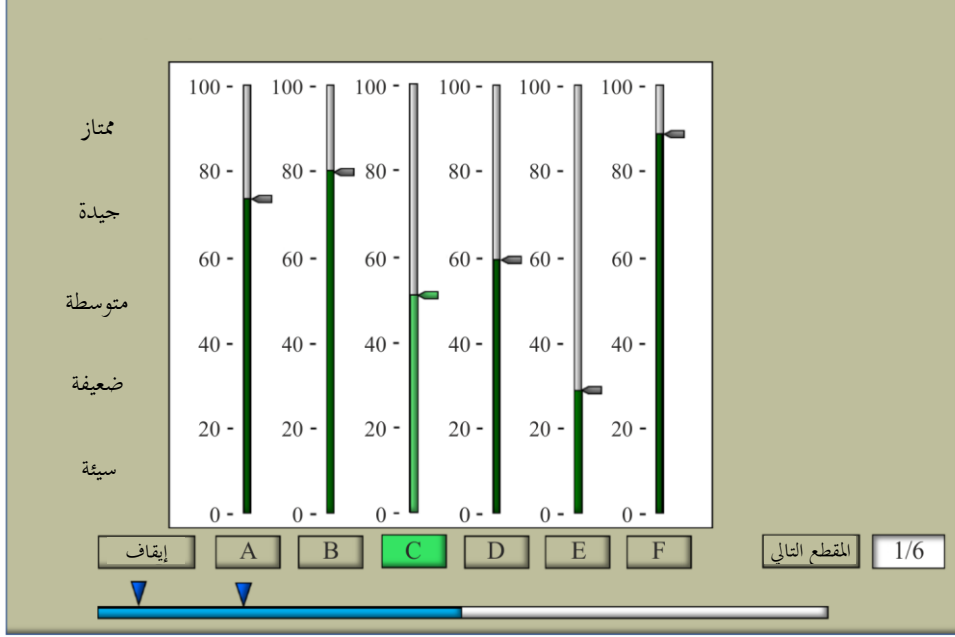 100 - 100 - 100 - 100 - 100 - 100 -
ممتاز
80 - 80 - 80 - 80 - 80 - 80 -
جيدة
60 - 60 - 60 - 60 - 60 - 60 -
متوسطة
40 - 40 - 40 - 40 - 40 - 40 -
ضعيفة
20 - 20 - 20 - 20 - 20 - 20 -
سيئة
0 - 0 - 0 - 0 - 0 - 0 -
إيقاف A B C D E F المقطع التالي 1/6